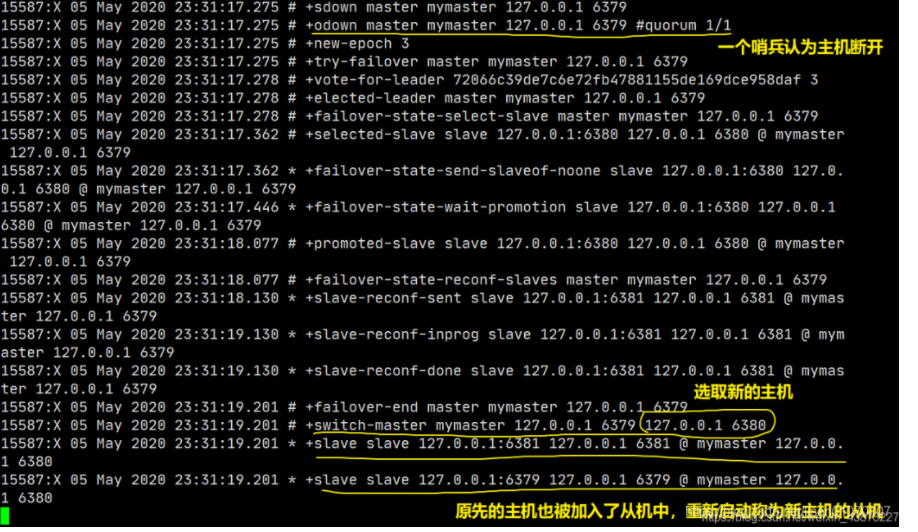 15587:X 05 May 2020 23:31:17.275 # +sdown master mymaster 127.0.0.1 6379
15587:X 05 May 2020 23:31:17.275 # +odown master mymaster 127.0.0.1 6379 #quorum 1/1
一个哨兵认为主机断开
15587:X 05 May 2020 23:31:17.275 # +new-epoch 3
15587:X 05 May 2020 23:31:17.275 # +try-failover master mymaster 127.0.0.1 6379
15587:X 05 May 2020 23:31:17.278 # +vote-for-leader 72066c39de7c6e72fb47881155de169dce958daf 3
15587:X 05 May 2020 23:31:17.278 # +elected-leader master mymaster 127.0.0.1 6379
15587:X 05 May 2020 23:31:17.278 # +failover-state-select-slave master mymaster 127.0.0.1 6379
15587:X 05 May 2020 23:31:17.362 # +selected-slave slave 127.0.0.1:6380 127.0.0.1 6380 @ mymaster
127.0.0.1 6379
15587:X 05 May 2020 23:31:17.362 * +failover-state-send-slaveof-noone slave 127.0.0.1:6380 127.0.
0.1 6380 @ mymaster 127.0.0.1 6379
15587:X 05 May 2020 23:31:17.446 * +failover-state-wait-promotion slave 127.0.0.1:6380 127.0.0.1
6380 @ mymaster 127.0.0.1 6379
15587:X 05 May 2020 23:31:18.077 # +promoted-slave slave 127.0.0.1:6380 127.0.0.1 6380 @ mymaster
127.0.0.1 6379
15587:X 05 May 2020 23:31:18.077 # +failover-state-reconf-slaves master mymaster 127.0.0.1 6379
15587:X 05 May 2020 23:31:18.130 * +slave-reconf-sent slave 127.0.0.1:6381 127.0.0.1 6381 @ mymas
ter 127.0.0.1 6379
15587:X 05 May 2020 23:31:19.130 * +slave-reconf-inprog slave 127.0.0.1:6381 127.0.0.1 6381 @ mym
aster 127.0.0.1 6379
15587:X 05 May 2020 23:31:19.130 * +slave-reconf-done slave 127.0.0.1:6381 127.0.0.1 6381 @ mymas
ter 127.0.0.1 6379
选取新的主机
15587:X 05 May 2020 23:31:19.201 # +failover-end master mymaster 127.0.0.1 6379
15587:X 05 May 2020 23:31:19.201 # +switch-master mymaster 127.0.0.1 6379 127.0.0.1 6380
15587:X 05 May 2020 23:31:19.201 * +slave slave 127.0.0.1:6381 127.0.0.1 6381 @ mymaster 127.0.0.
1 6380
15587:X 05 May 2020 23:31:19.201 * +slave slave 127.0.0.1:6379 127.0.0.1 6379 @ mymaster 127.0.0.
1 6380
原先的主机也被加入了从机中，重新启动称为新主机的从机